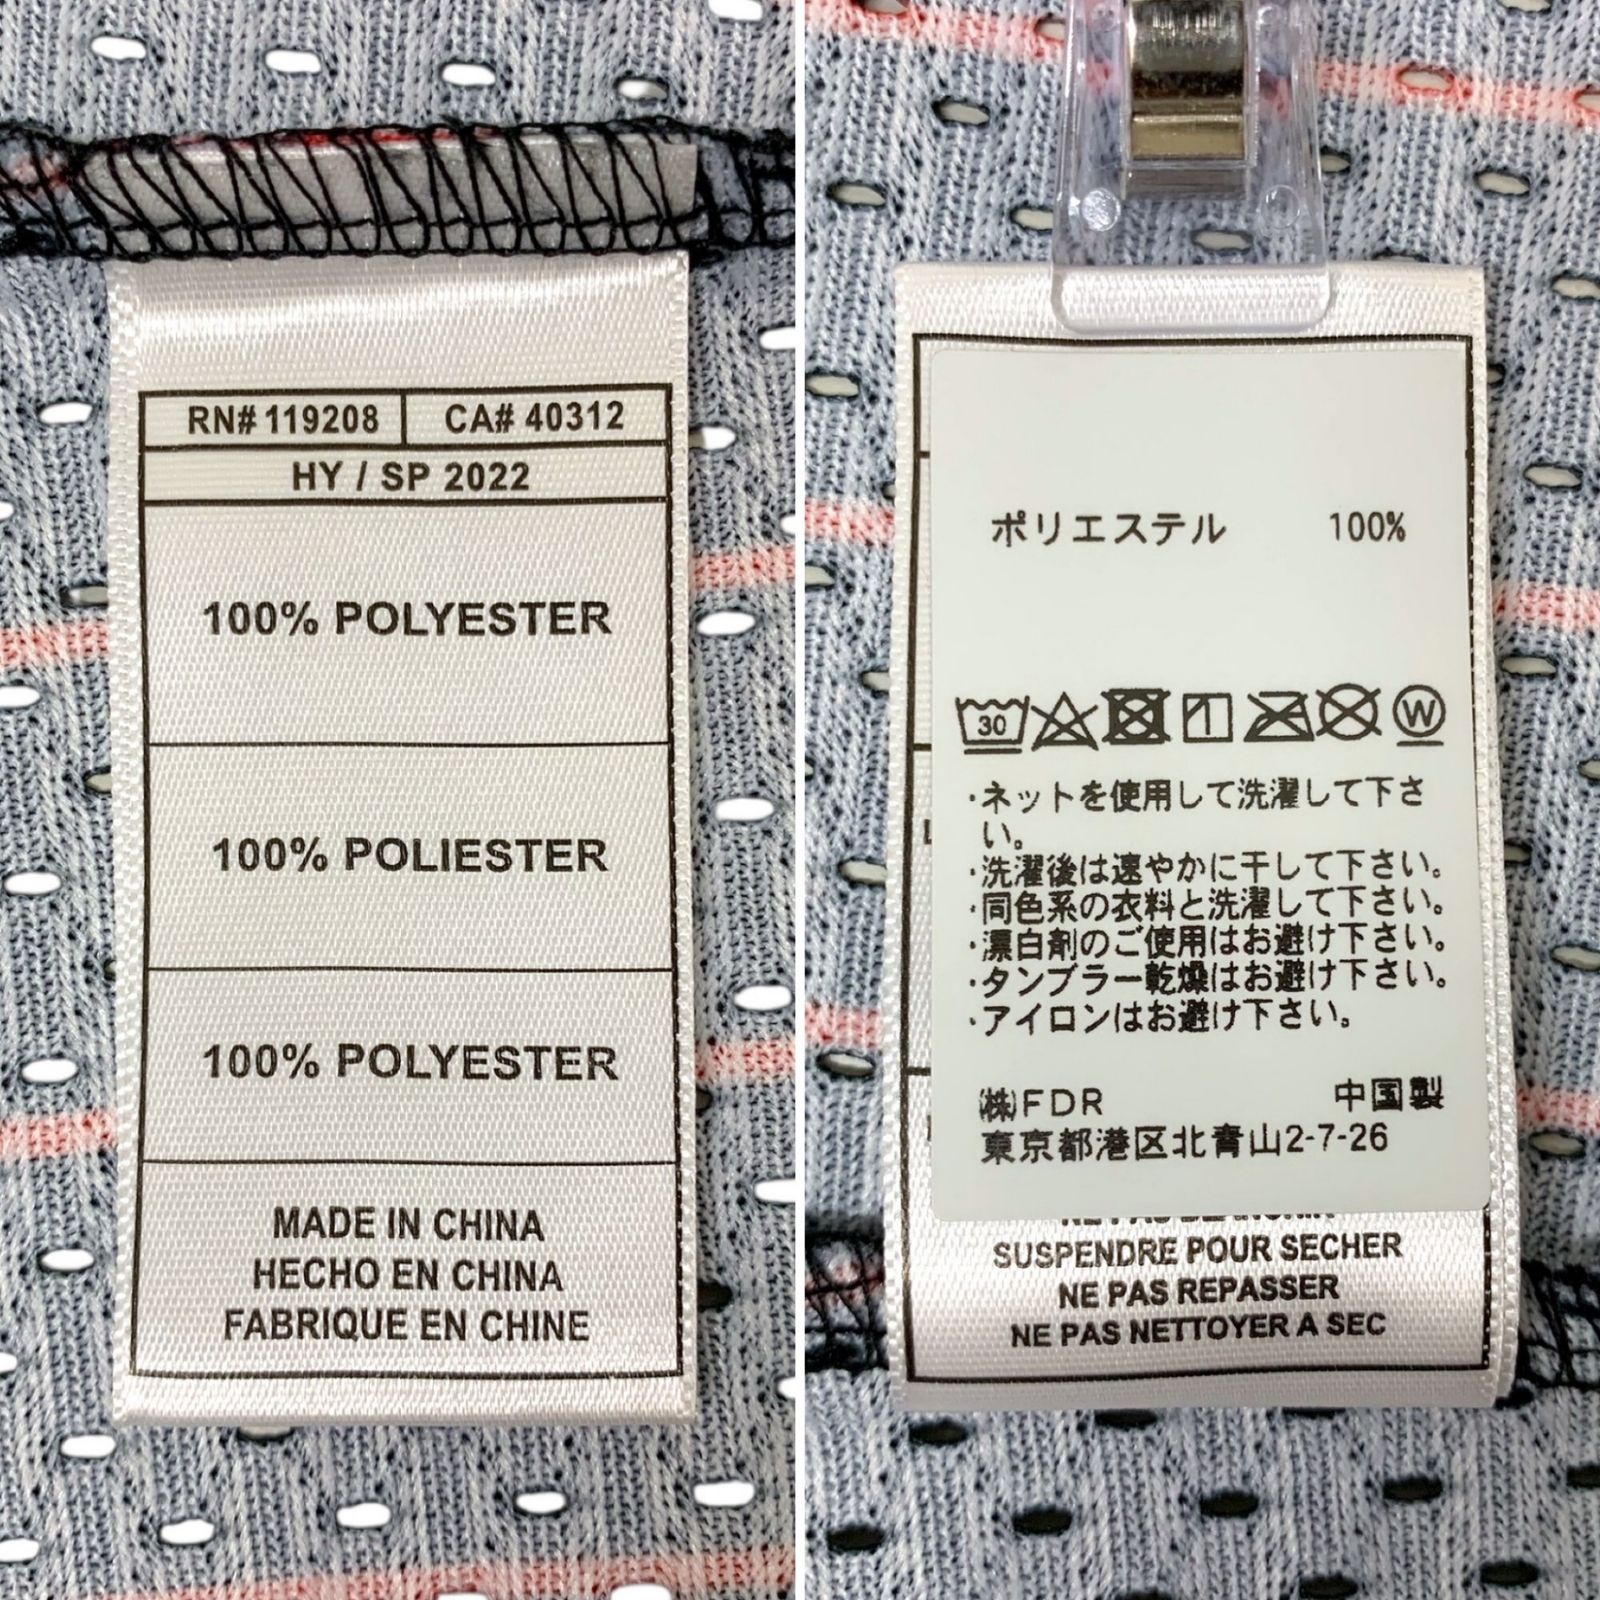 RN# 119208 CA# 40312
HY / SP 2022
100% POLYESTER
100% POLIESTER
100% POLYESTER
MADE IN CHINA
HECHO EN CHINA
FABRIQUE EN CHINE
ポリエステル 100%
30 W
・ネットを使用して洗濯して下さ
い。
・洗濯後は速やかに干して下さい。
・同色系の衣料と洗濯して下さい。
・漂白剤のご使用はお避け下さい。
・タンブラー乾燥はお避け下さい。
・アイロンはお避け下さい。
㈱FDR 中国製
東京都港区北青山2-7-26
SUSPENDRE POUR SECHER
NE PAS REPASSER
NE PAS NETTOYER A SEC